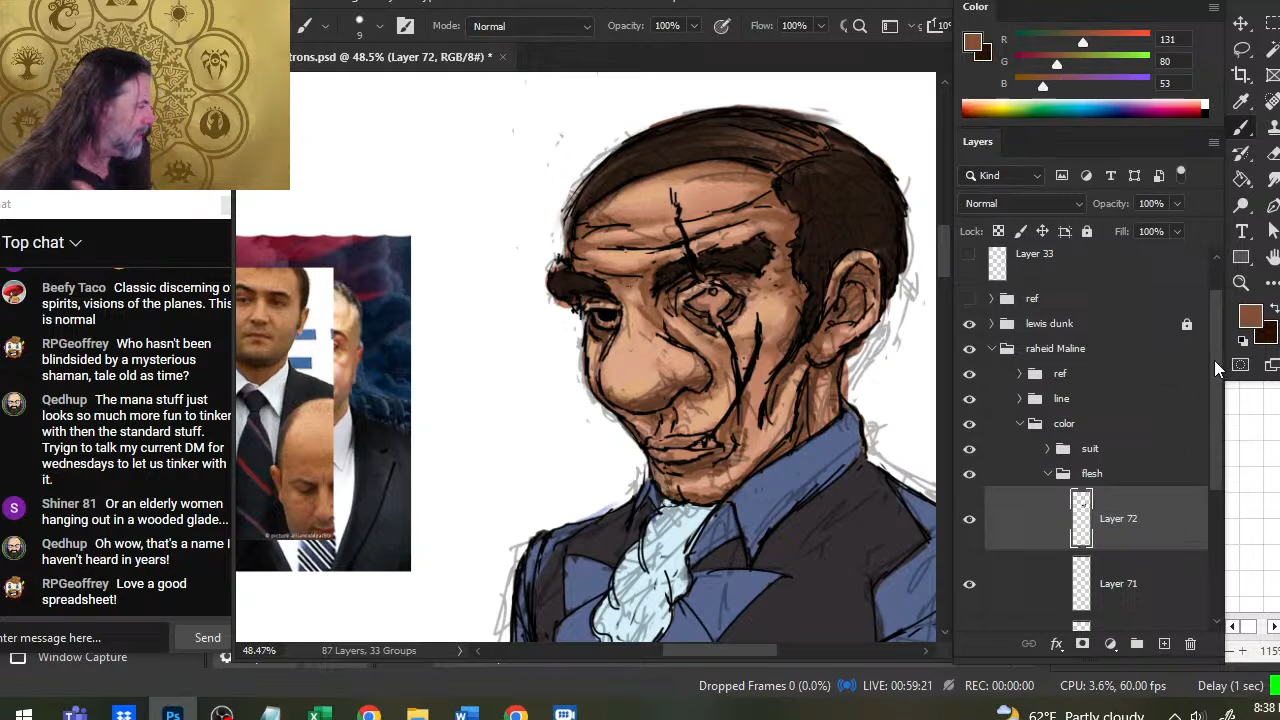 9
Mode:
Normal
Opacity:
100%
Flow:
100%
trons.psd @ 48.5% (Layer 72, RGB/8#) *
at
Top chat
Beefy Taco Classic discerning of
spirits, visions of the planes. This
is normal
RPGeoffrey Who hasn't been
blindsided by a mysterious
shaman, tale old as time?
Qedhup The mana stuff just
looks so much more fun to tinker
with then the standard stuff.
Tryign to talk my current DM for
wednesdays to let us tinker with
it.
Shiner 81 Or an elderly women
hanging out in a wooded glade...
Qedhup Oh wow, that's a name I
haven't heard in years!
RPGeoffrey Love a good
spreadsheet!
nter message here...
Send
Window Capture
48.47%
87 Layers, 33 Groups
Color
R
131
G
80
B
53
Layers
Kind
Normal
Opacity:
100%
Lock:
Fill:
100%
Layer 33
ref
lewis dunk
raheid Maline
ref
line
color
suit
flesh
Layer 72
Layer 71
fx
115%
Dropped Frames 0 (0.0%)
LIVE: 00:59:21
REC: 00:00:00
CPU: 3.6%, 60.00 fps
Delay (1 sec)
62°F Partly cloudy
8:38